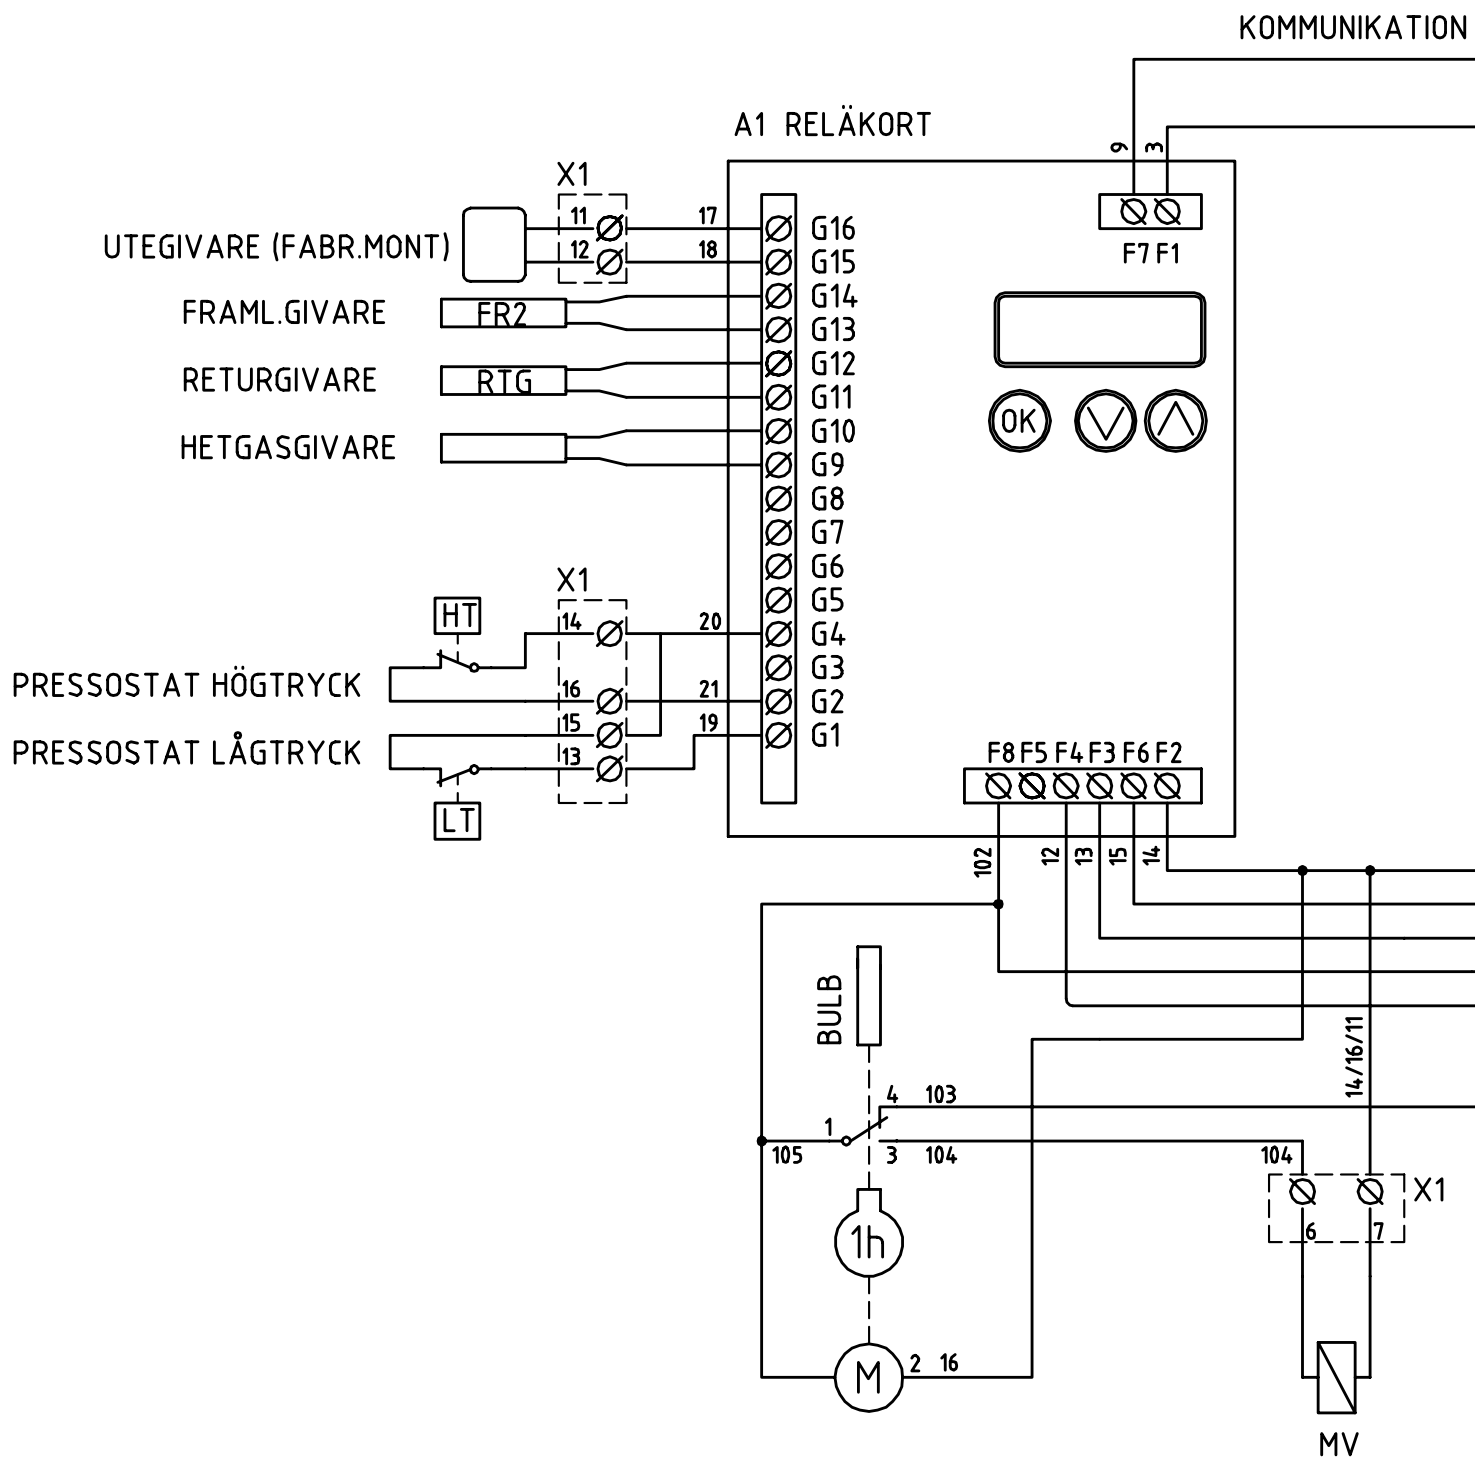 KOMMUNIKATION
A1 RELÄKORT
9 3
X1
11 17 G16
UTEGIVARE (FABR.MONT)
12 18 G15
F7 F1
FRAML.GIVARE FR2 G14
G13
RETURGIVARE RTG G12
G11
OK
HETGASGIVARE G10
G9
G8
G7
G6
X1
G5
HT 14 20 G4
G3
PRESSOSTAT HÖGTRYCK 16 21 G2
15 19 G1
PRESSOSTAT LÅGTRYCK 13
F8 F5 F4 F3 F6 F2
LT
102 12 13 15 14
BULB
14/16/11
4 103
1
105 3 104 104
X1
6 7
1h
M 2 16
MV